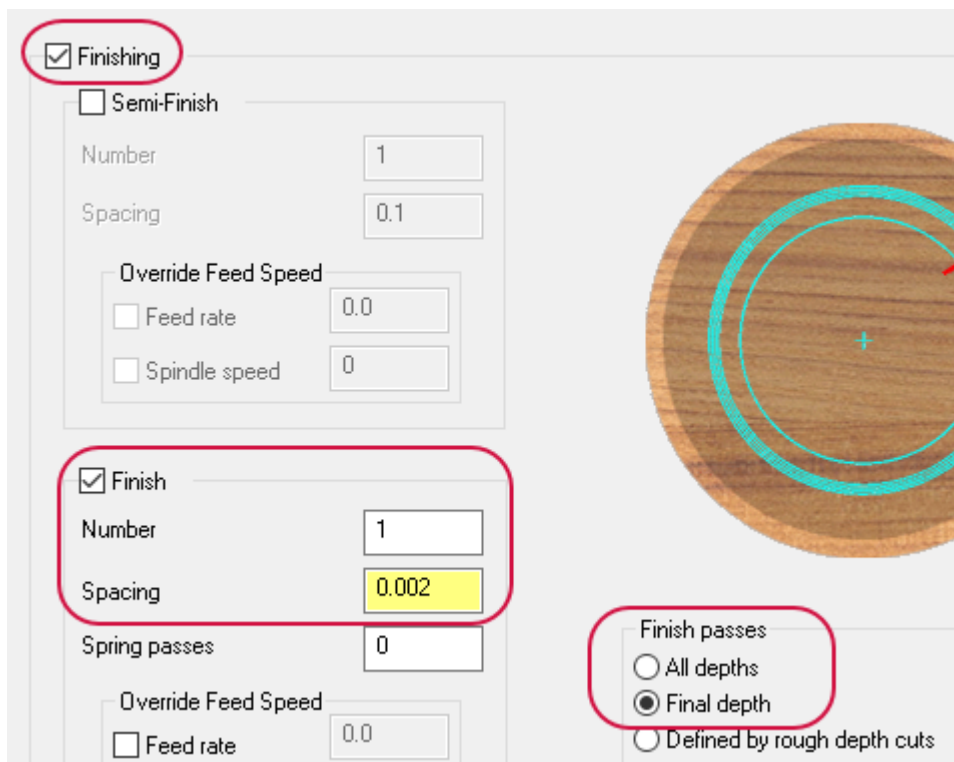 Finishing
Semi-Finish
Number 1
Spacing 0.1
Override Feed Speed
Feed rate 0.0
Spindle speed 0
Finish
Number 1
Spacing 0.002
Spring passes 0
Override Feed Speed
Feed rate 0.0
Finish passes
All depths
Final depth
Defined by rough depth cuts